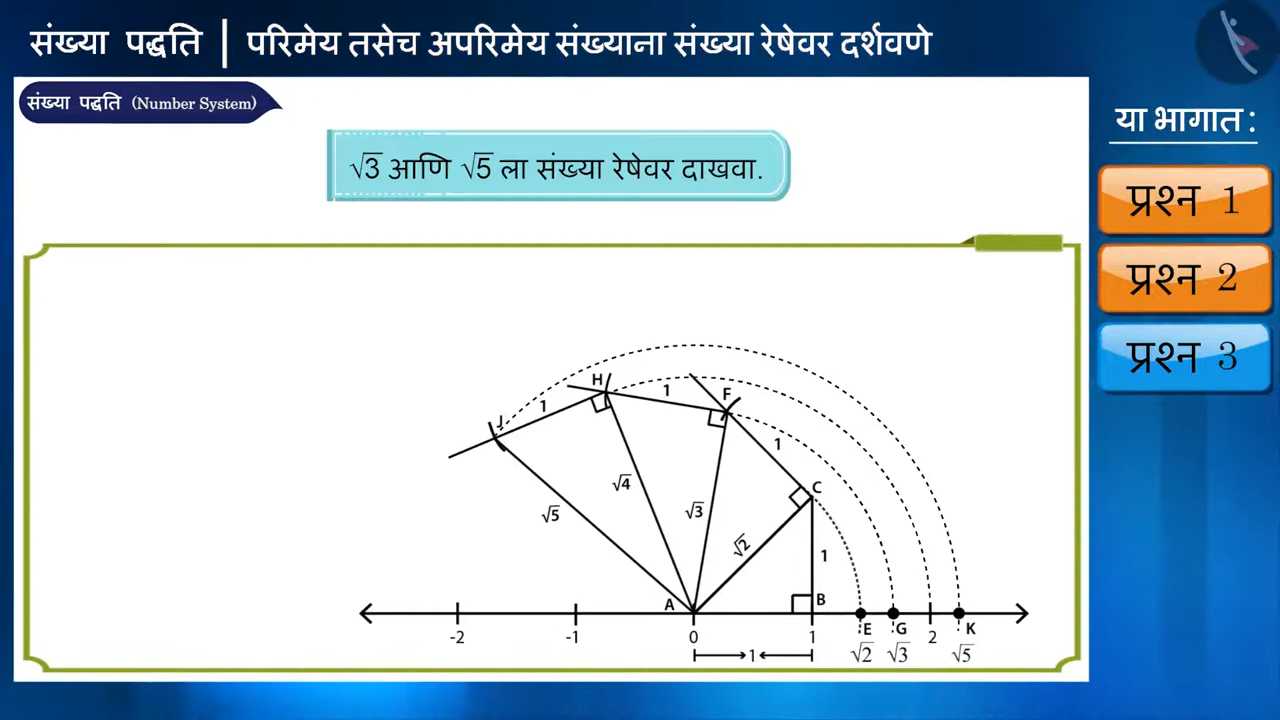 संख्या पद्धति | परिमेय तसेच अपरिमेय संख्याना संख्या रेषेवर दर्शवणे
संख्या पद्धति (Number System)
या भागात :
√3 आणि √5 ला संख्या रेषेवर दाखवा.
प्रश्न 1
प्रश्न 2
प्रश्न 3
H
1
F
J
1
1
√4
C
√5
√3
√2
1
A
B
-2 -1 0 1 E G 2 K
√2 √3 √5
1